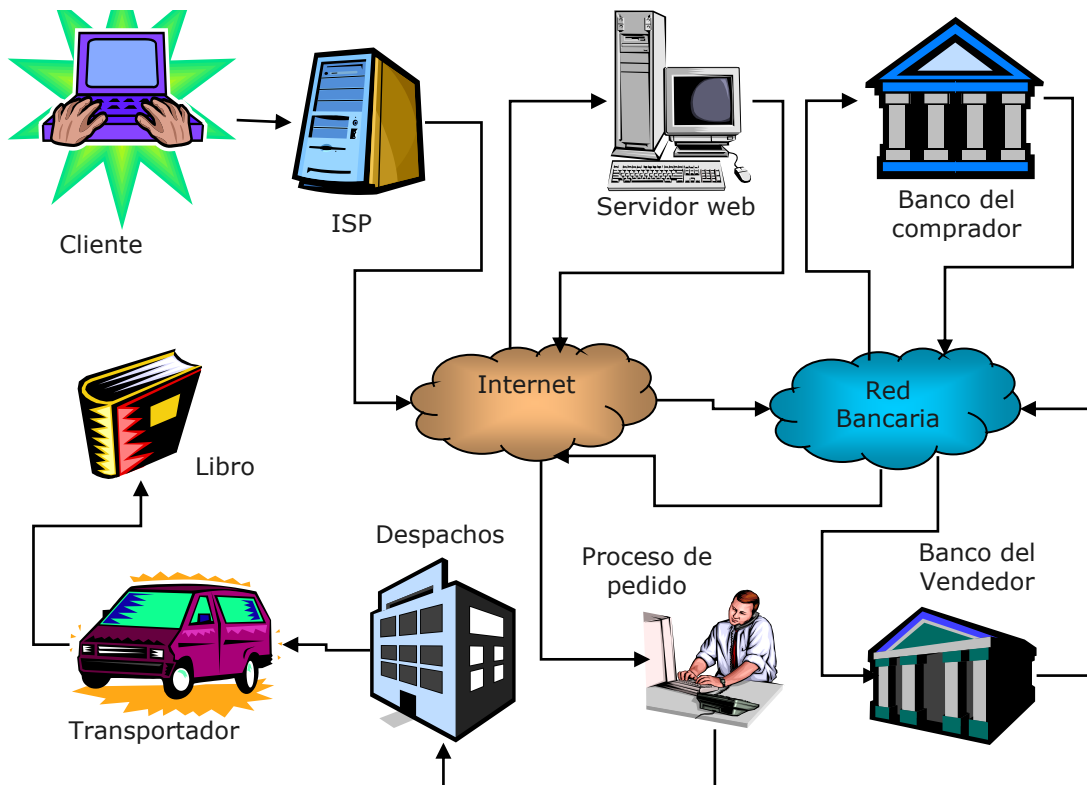 Cliente
ISP
Servidor web
Banco del
comprador
Internet
Red
Bancaria
Libro
Despachos
Proceso de
pedido
Banco del
Vendedor
Transportador